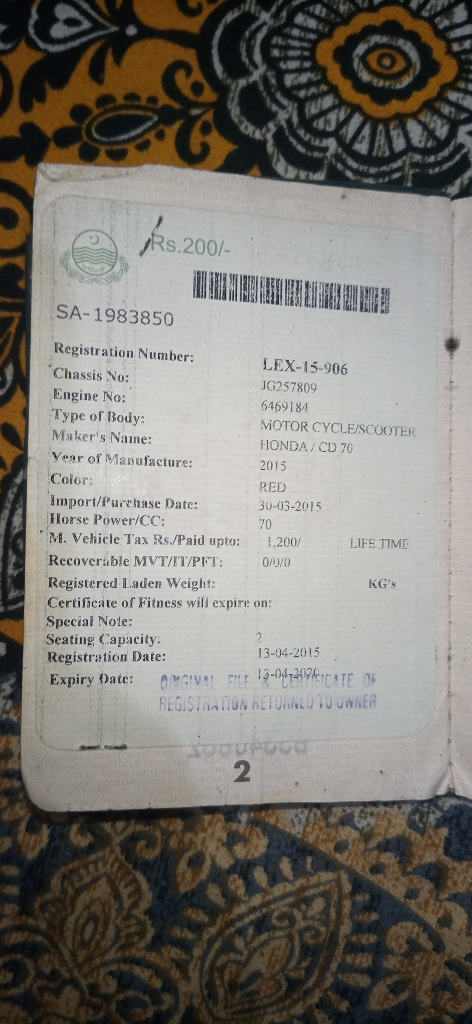 Rs.200/-
SA-1983850
Registration Number: LEX-15-906
Chassis No: JG257809
Engine No: 6469184
Type of Body: MOTOR CYCLE/SCOOTER
Maker's Name: HONDA / CD 70
Year of Manufacture: 2015
Color: RED
Import/Purchase Date: 30-03-2015
Horse Power/CC: 70
M. Vehicle Tax Rs./Paid upto: 1,200/ LIFE TIME
Recoverable MVT/IT/PFT: 0/0/0
Registered Laden Weight: KG's
Certificate of Fitness will expire on:
Special Note:
Seating Capacity: 2
Registration Date: 13-04-2015
Expiry Date: 13-04-2020
ORIGINAL FILE & CERTIFICATE OF
REGISTRATION RETURNED TO OWNER
2